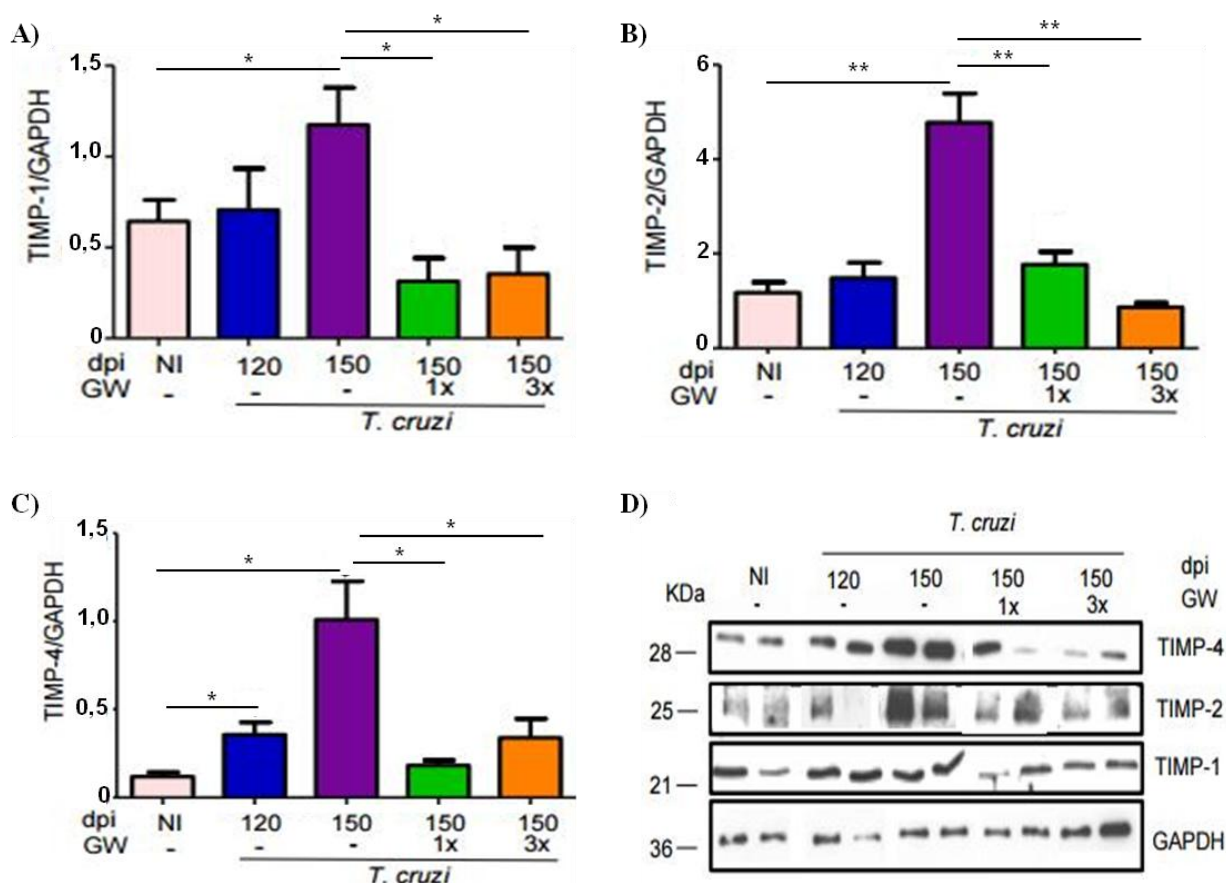 A)
*
*
*
TIMP-1/GAPDH
1,5
1,0
0,5
0
dpi NI 120 150 150 150
GW - - - 1x 3x
T. cruzi
B)
**
**
**
TIMP-2/GAPDH
6
4
2
0
dpi NI 120 150 150 150
GW - - - 1x 3x
T. cruzi
C)
*
*
*
*
TIMP-4/GAPDH
1,5
1,0
0,5
0
dpi NI 120 150 150 150
GW - - - 1x 3x
T. cruzi
D)
T. cruzi
KDa NI 120 150 150 150 dpi
- - - 1x 3x GW
28 — TIMP-4
25 — TIMP-2
21 — TIMP-1
36 — GAPDH